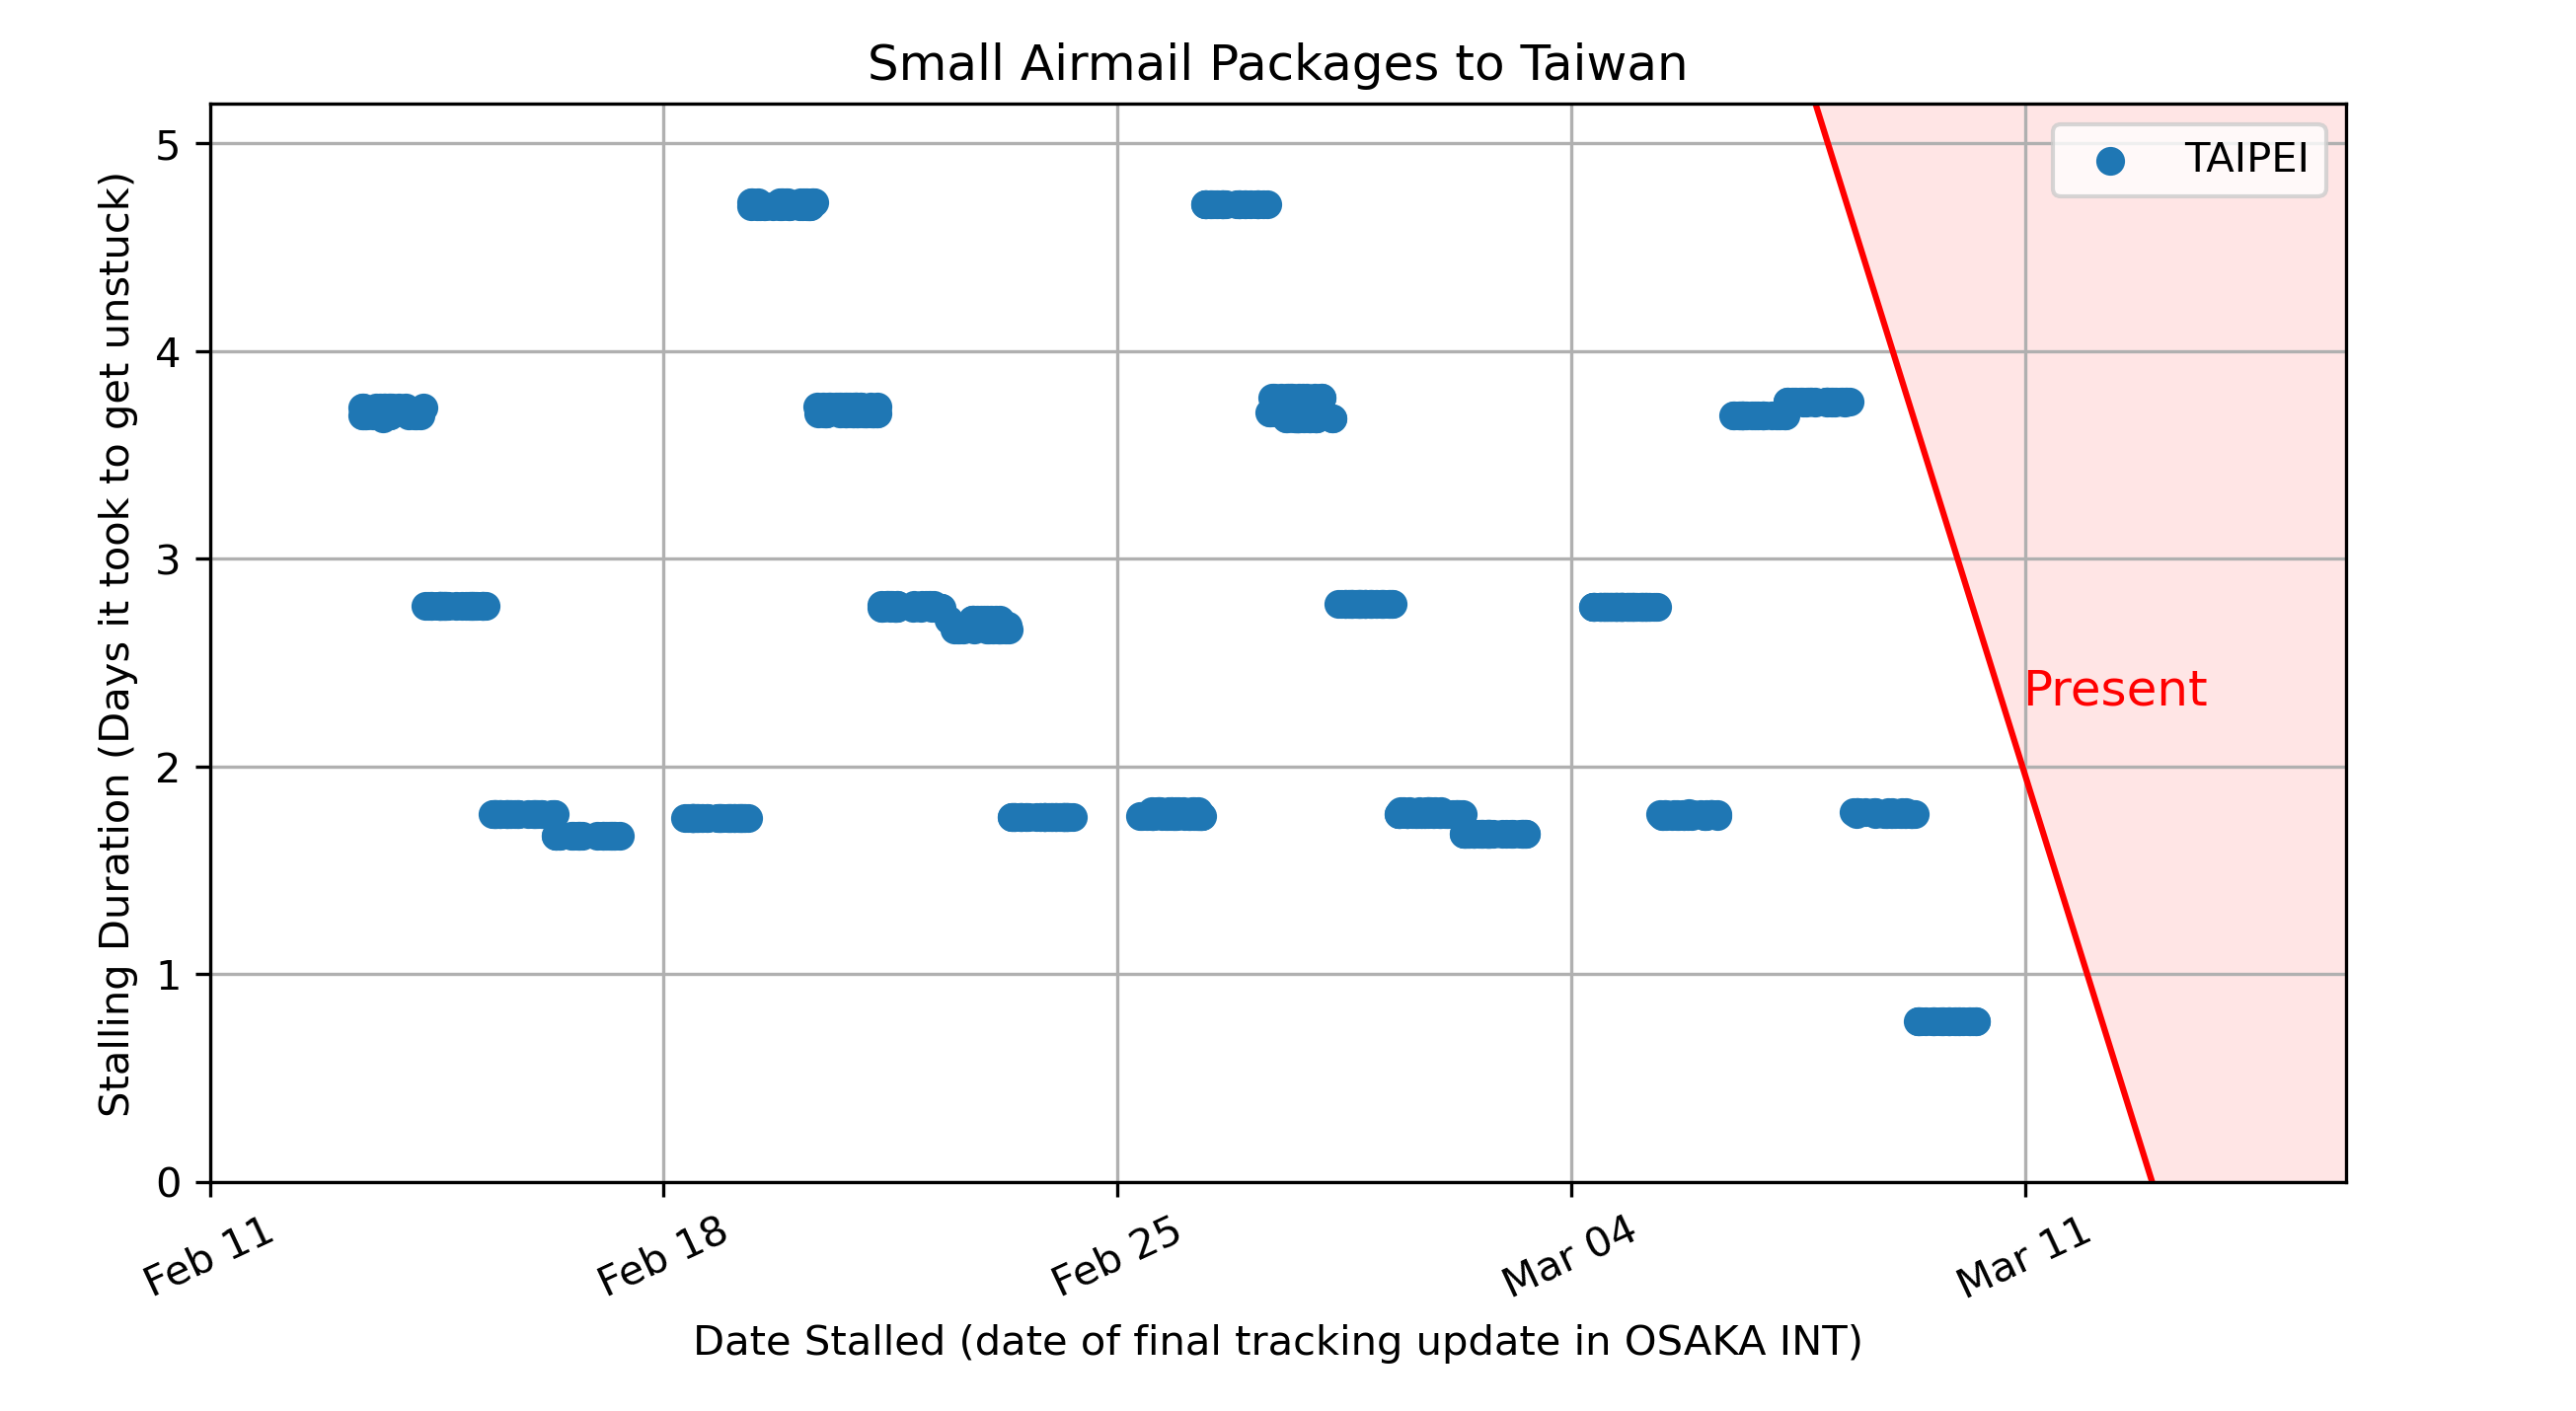 Small Airmail Packages to Taiwan
Stalling Duration (Days it took to get unstuck)
5
4
3
2
1
0
TAIPEI
Present
Feb 11
Feb 18
Feb 25
Mar 04
Mar 11
Date Stalled (date of final tracking update in OSAKA INT)